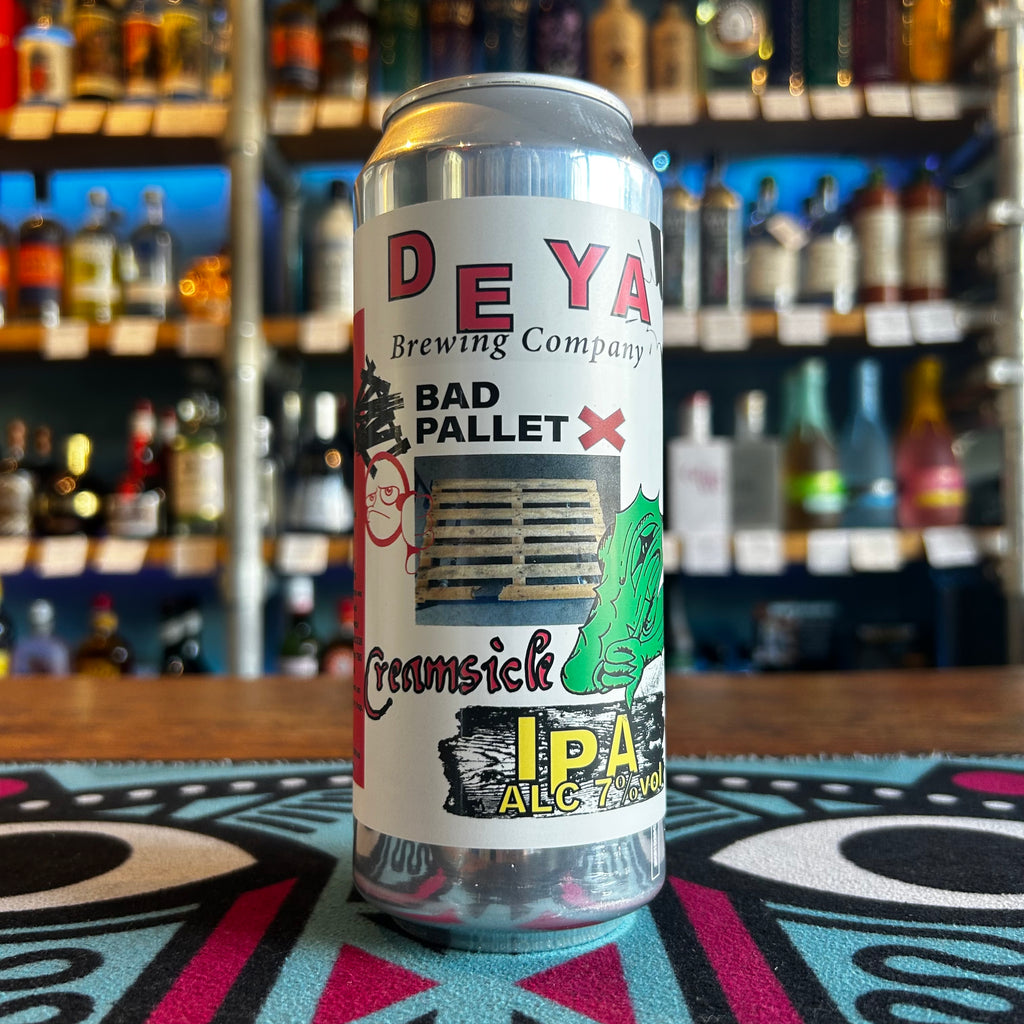 DEYA
Brewing Company
BAD
PALLET
Creamsicle
IPA
ALC 7% VOL